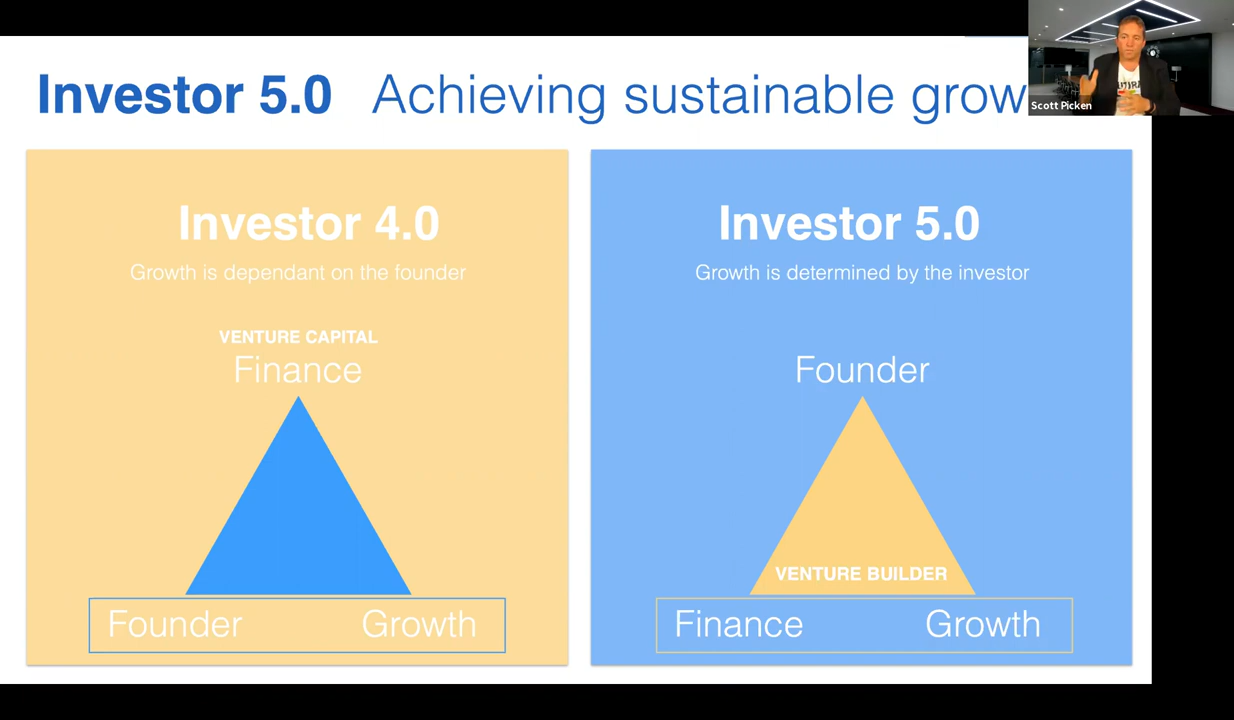 Investor 5.0 Achieving sustainable grow
Scott Picken
Investor 4.0
Growth is dependant on the founder
VENTURE CAPITAL
Finance
Founder Growth
Investor 5.0
Growth is determined by the investor
Founder
VENTURE BUILDER
Finance Growth